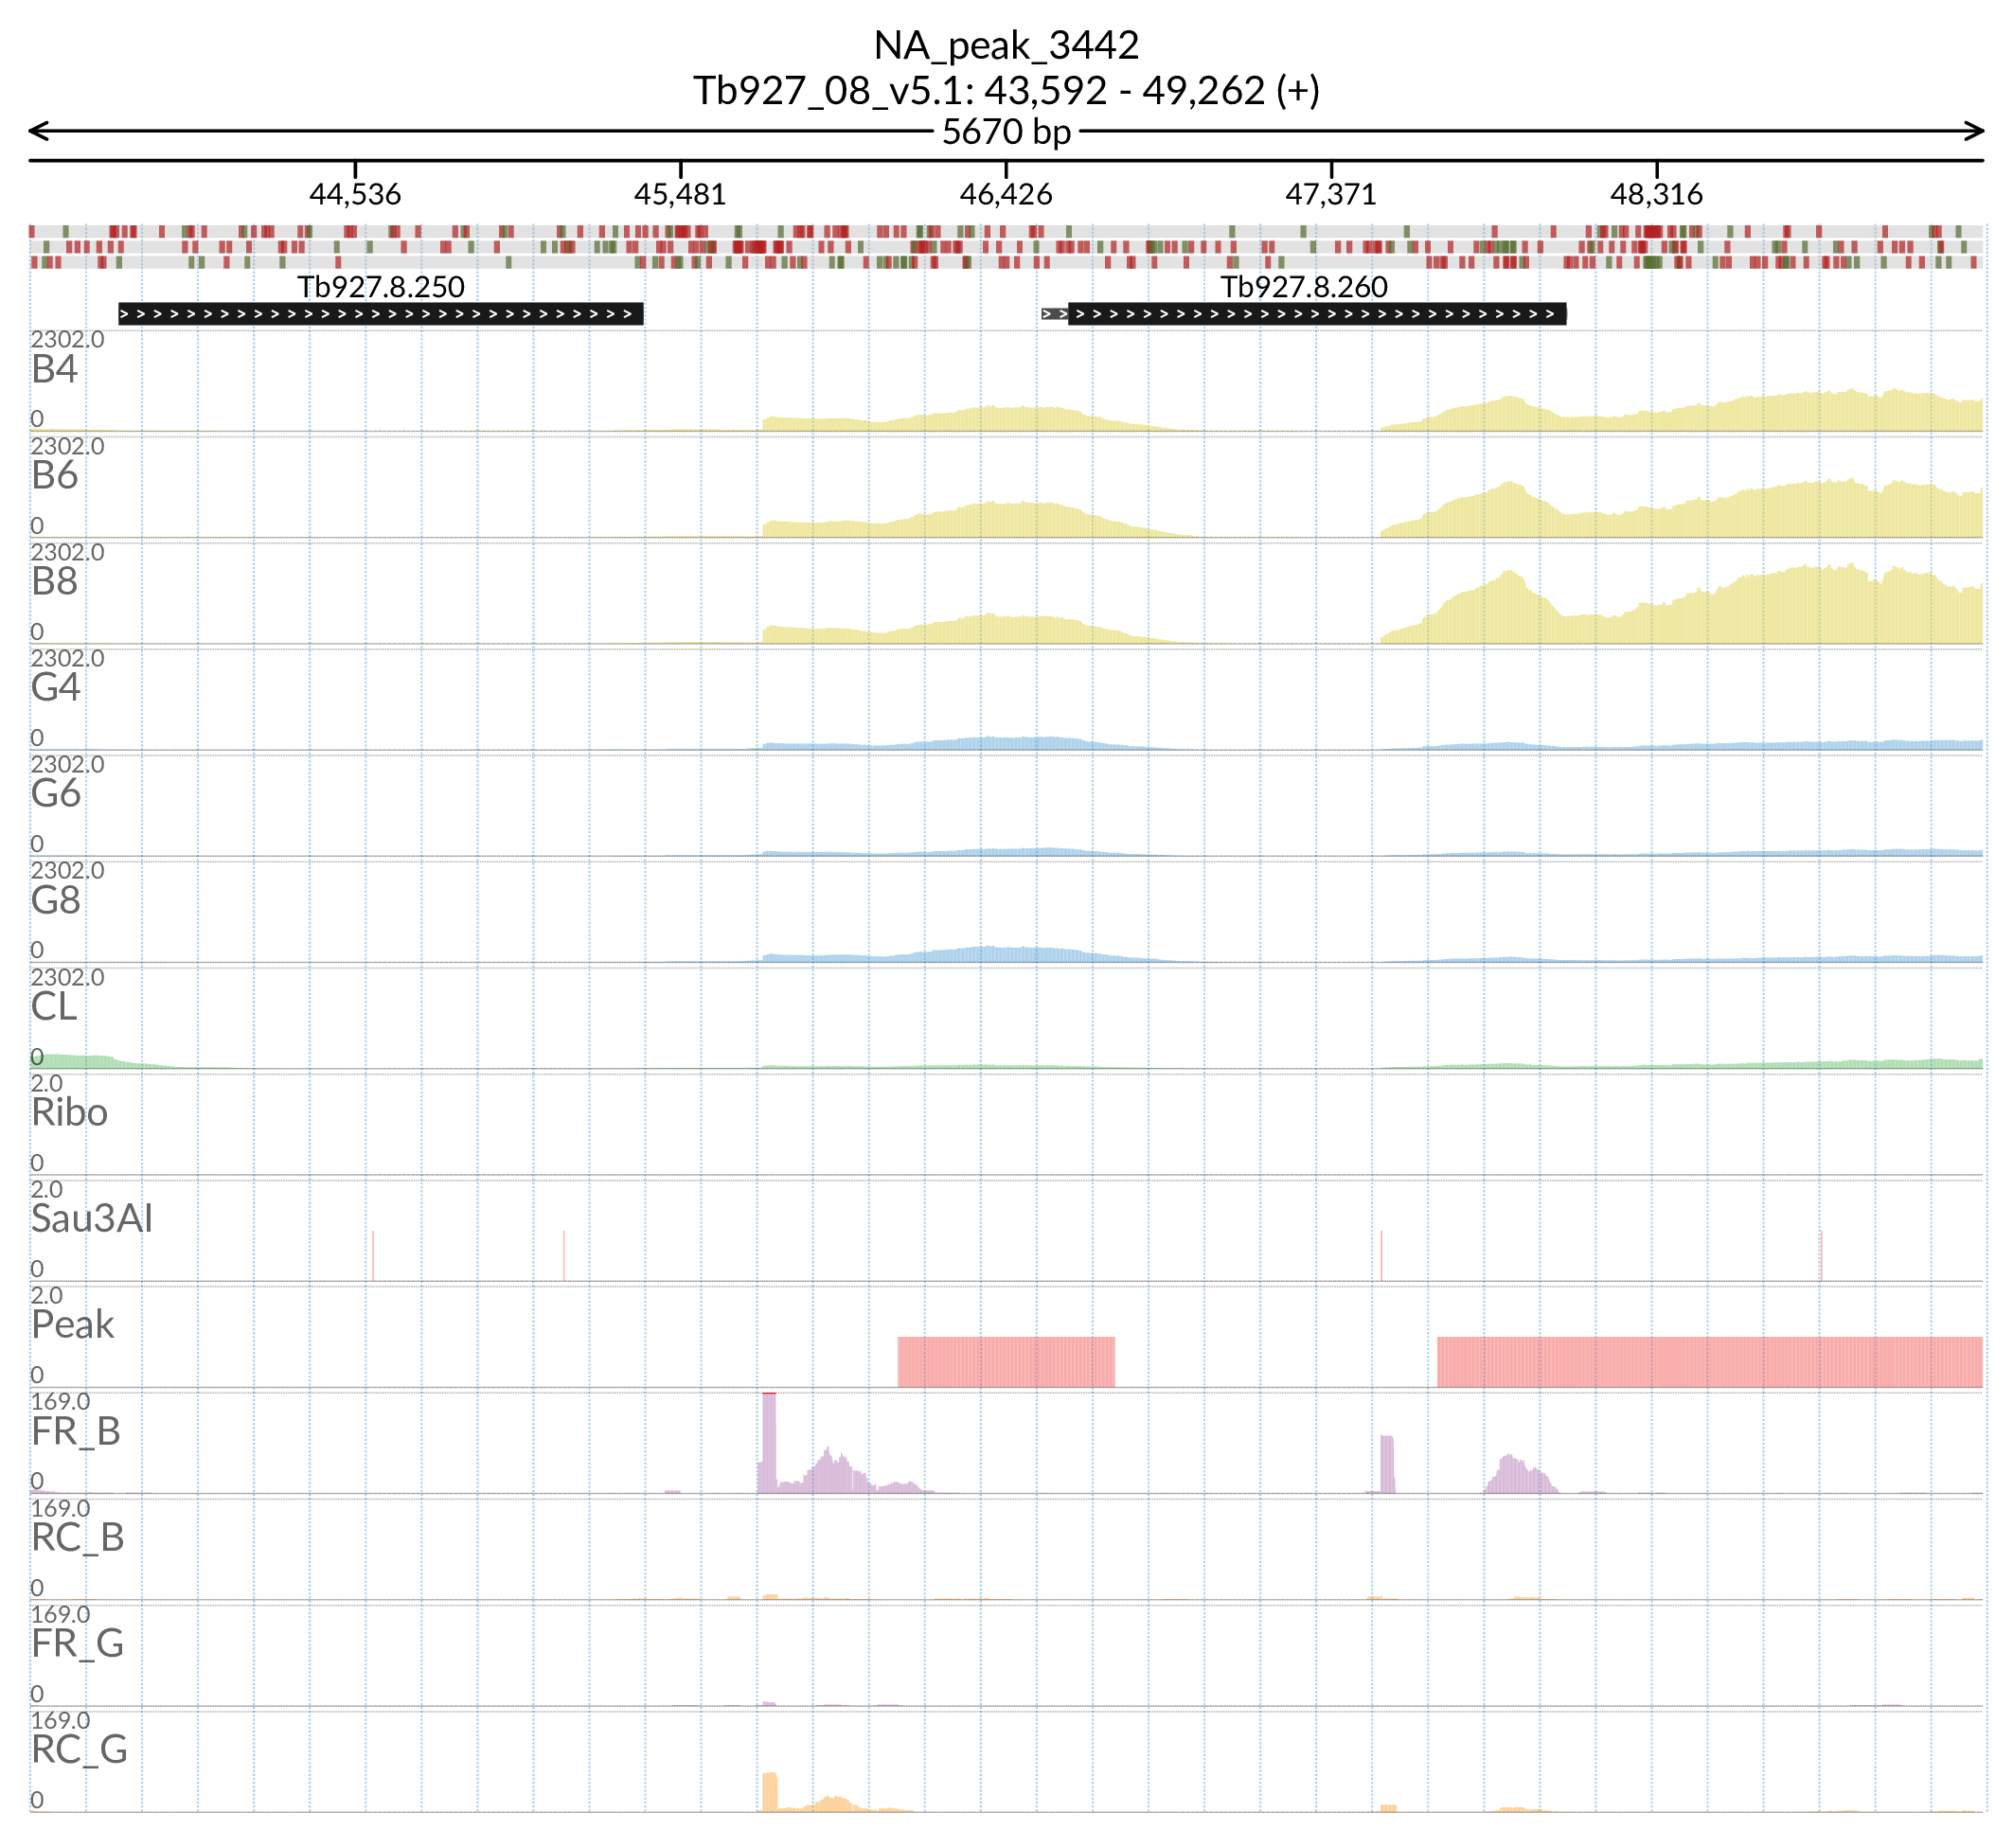 NA_peak_3442
Tb927_08_v5.1: 43,592 - 49,262 (+)
5670 bp
44,536 45,481 46,426 47,371 48,316
Tb927.8.250 Tb927.8.260
2302.0
B4
0
2302.0
B6
0
2302.0
B8
0
2302.0
G4
0
2302.0
G6
0
2302.0
G8
0
2302.0
CL
0
2.0
Ribo
0
2.0
Sau3AI
0
2.0
Peak
0
169.0
FR_B
0
169.0
RC_B
0
169.0
FR_G
0
169.0
RC_G
0